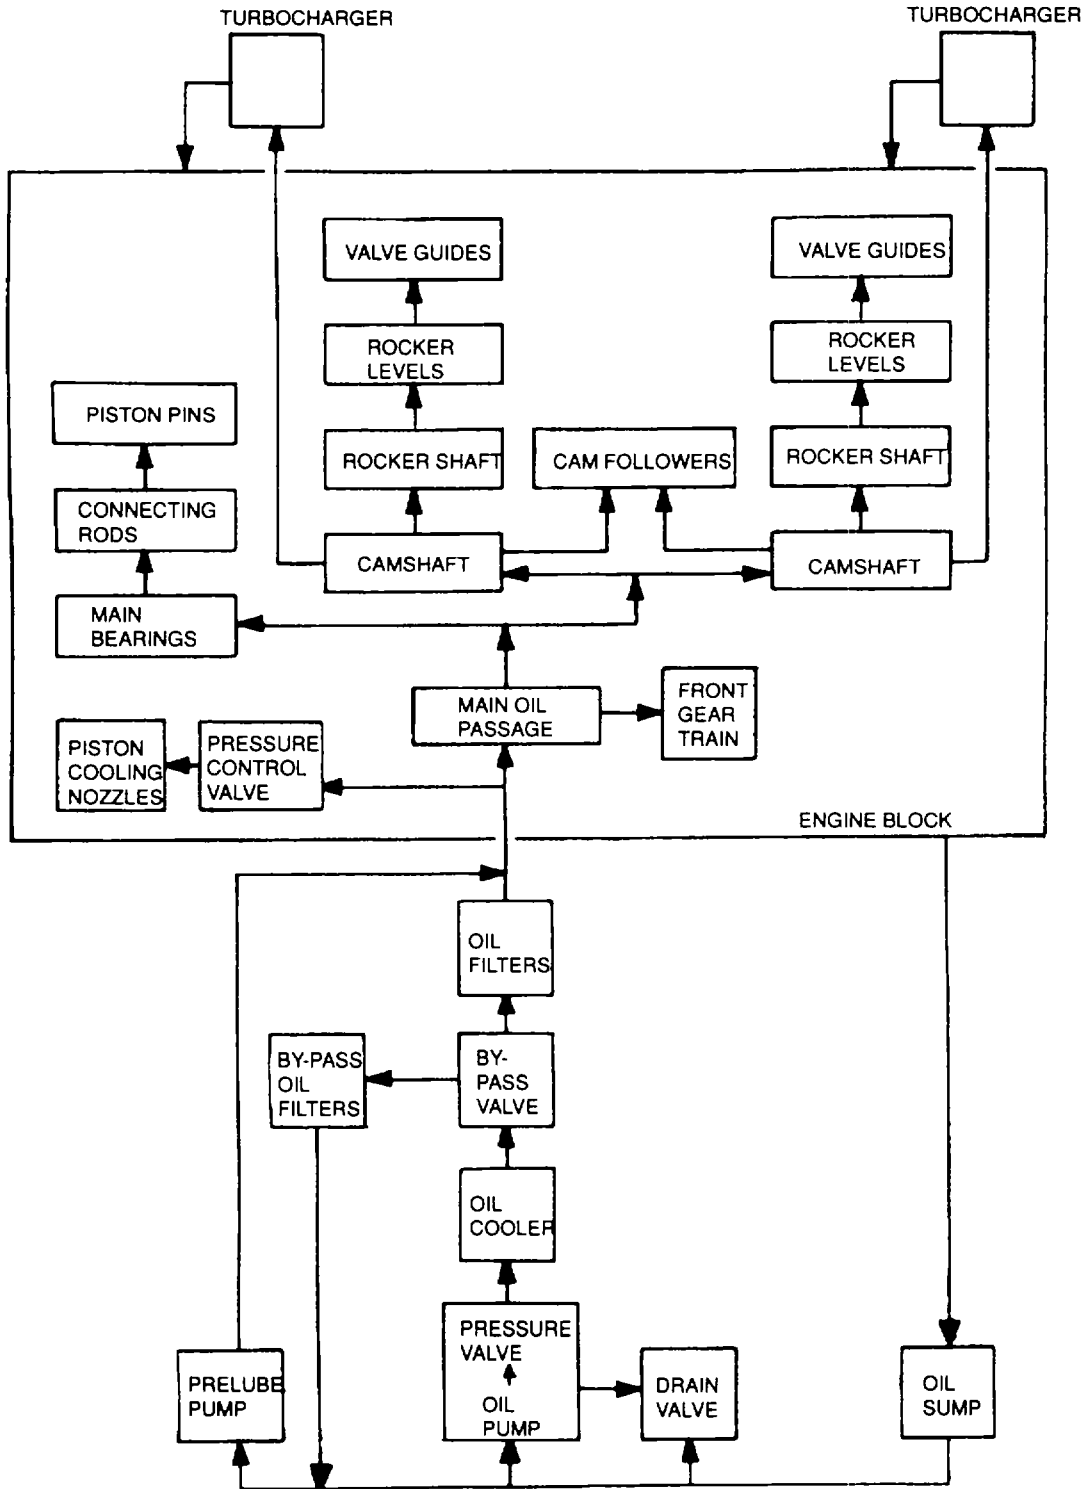 TURBOCHARGER
TURBOCHARGER
VALVE GUIDES
VALVE GUIDES
ROCKER
LEVELS
ROCKER
LEVELS
PISTON PINS
ROCKER SHAFT
CAM FOLLOWERS
ROCKER SHAFT
CONNECTING
RODS
CAMSHAFT
CAMSHAFT
MAIN
BEARINGS
MAIN OIL
PASSAGE
FRONT
GEAR
TRAIN
PISTON
COOLING
NOZZLES
PRESSURE
CONTROL
VALVE
ENGINE BLOCK
OIL
FILTERS
BY-PASS
OIL
FILTERS
BY-
PASS
VALVE
OIL
COOLER
PRESSURE
VALVE
OIL
PUMP
PRELUBE
PUMP
DRAIN
VALVE
OIL
SUMP